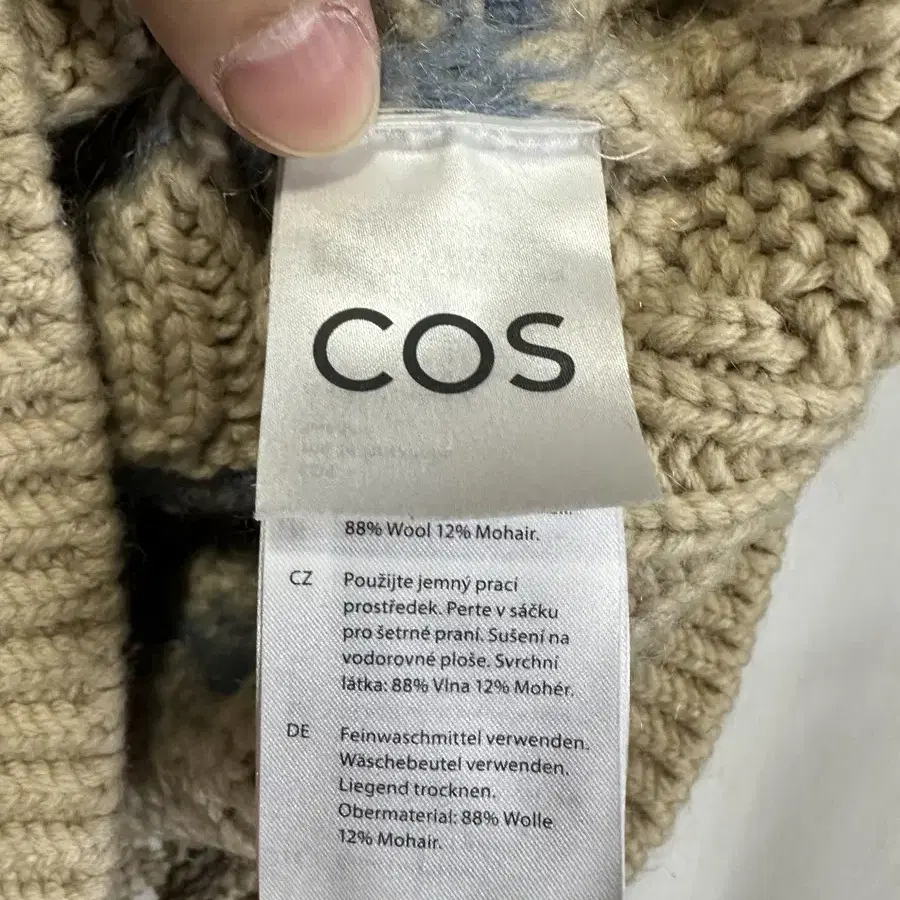 COS
88% Wool 12% Mohair.
CZ Použijte jemný prací
prostředek. Perte v sáčku
pro šetrné praní. Sušení na
vodorovné ploše. Svrchní
látka: 88% Vlna 12% Mohér.
DE Feinwaschmittel verwenden.
Wäschebeutel verwenden.
Liegend trocknen.
Obermaterial: 88% Wolle
12% Mohair.